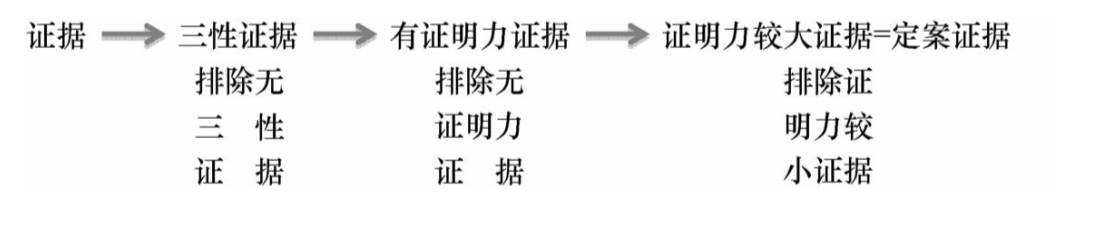 证据 三性证据 有证明力证据 证明力较大证据=定案证据
排除无 排除无 排除证
三 性 证明力 明力较
证 据 证 据 小证据